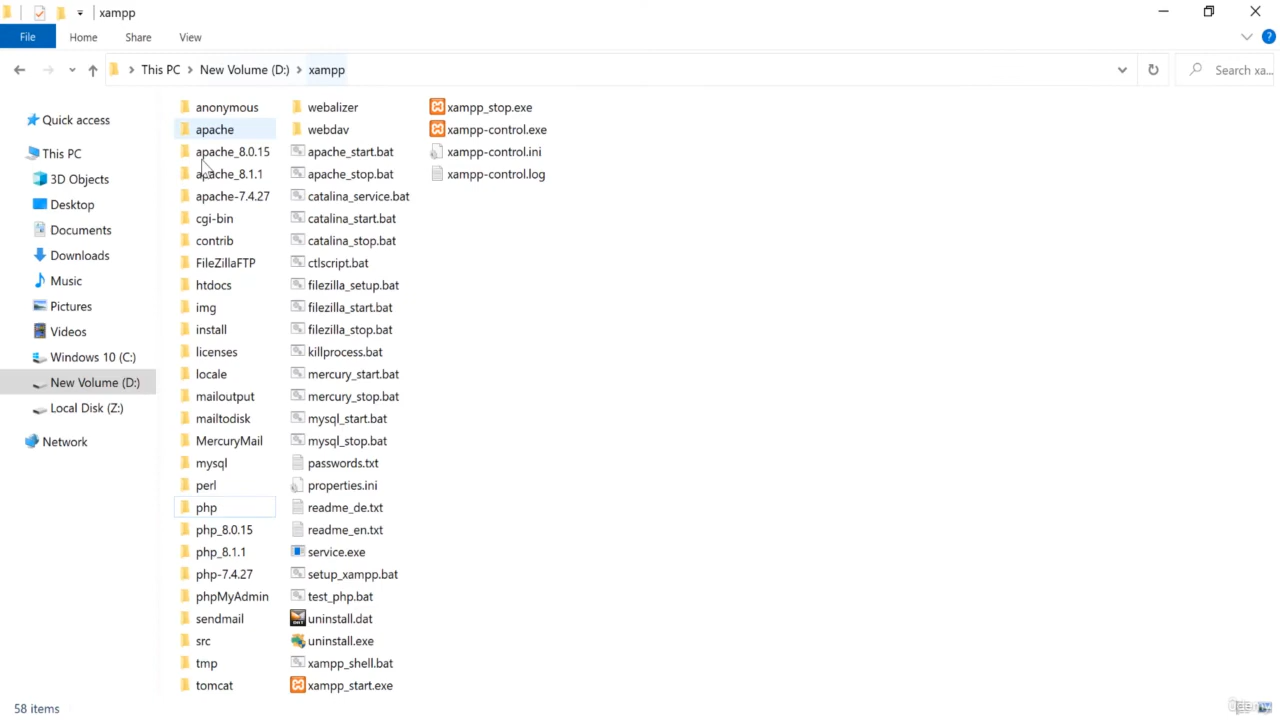 xampp
File
Home
Share
View
?
This PC
New Volume (D:)
xampp
Search xa...
Quick access
This PC
3D Objects
Desktop
Documents
Downloads
Music
Pictures
Videos
Windows 10 (C:)
New Volume (D:)
Local Disk (Z:)
Network
anonymous
apache
apache_8.0.15
apache_8.1.1
apache-7.4.27
cgi-bin
contrib
FileZillaFTP
htdocs
img
install
licenses
locale
mailoutput
mailtodisk
MercuryMail
mysql
perl
php
php_8.0.15
php_8.1.1
php-7.4.27
phpMyAdmin
sendmail
src
tmp
tomcat
webalizer
webdav
apache_start.bat
apache_stop.bat
catalina_service.bat
catalina_start.bat
catalina_stop.bat
ctlscript.bat
filezilla_setup.bat
filezilla_start.bat
filezilla_stop.bat
killprocess.bat
mercury_start.bat
mercury_stop.bat
mysql_start.bat
mysql_stop.bat
passwords.txt
properties.ini
readme_de.txt
readme_en.txt
service.exe
setup_xampp.bat
test_php.bat
uninstall.dat
uninstall.exe
xampp_shell.bat
xampp_start.exe
xampp_stop.exe
xampp-control.exe
xampp-control.ini
xampp-control.log
58 items